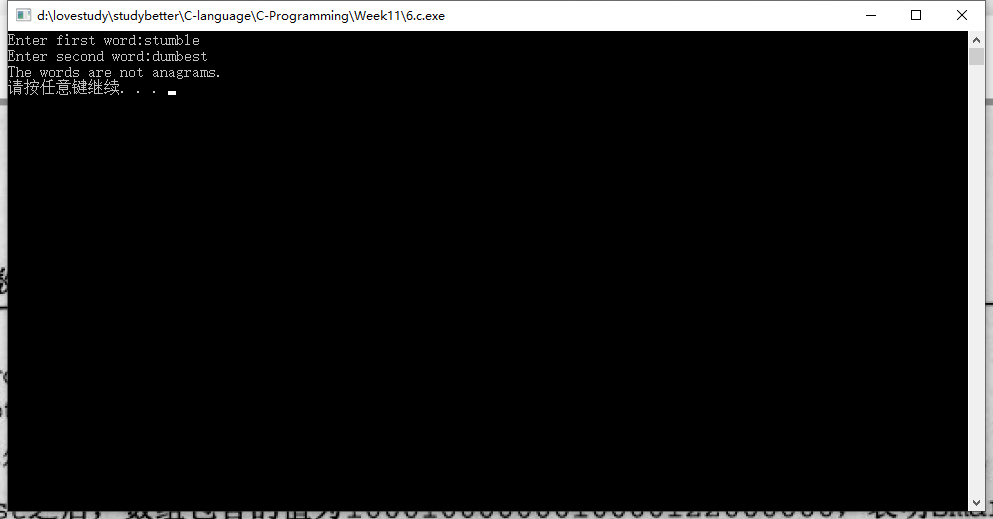 d:\lovestudy\studybetter\C-language\C-Programming\Week11\6.c.exe
Enter first word:stumble
Enter second word:dumbest
The words are not anagrams.
请按任意键继续. . .